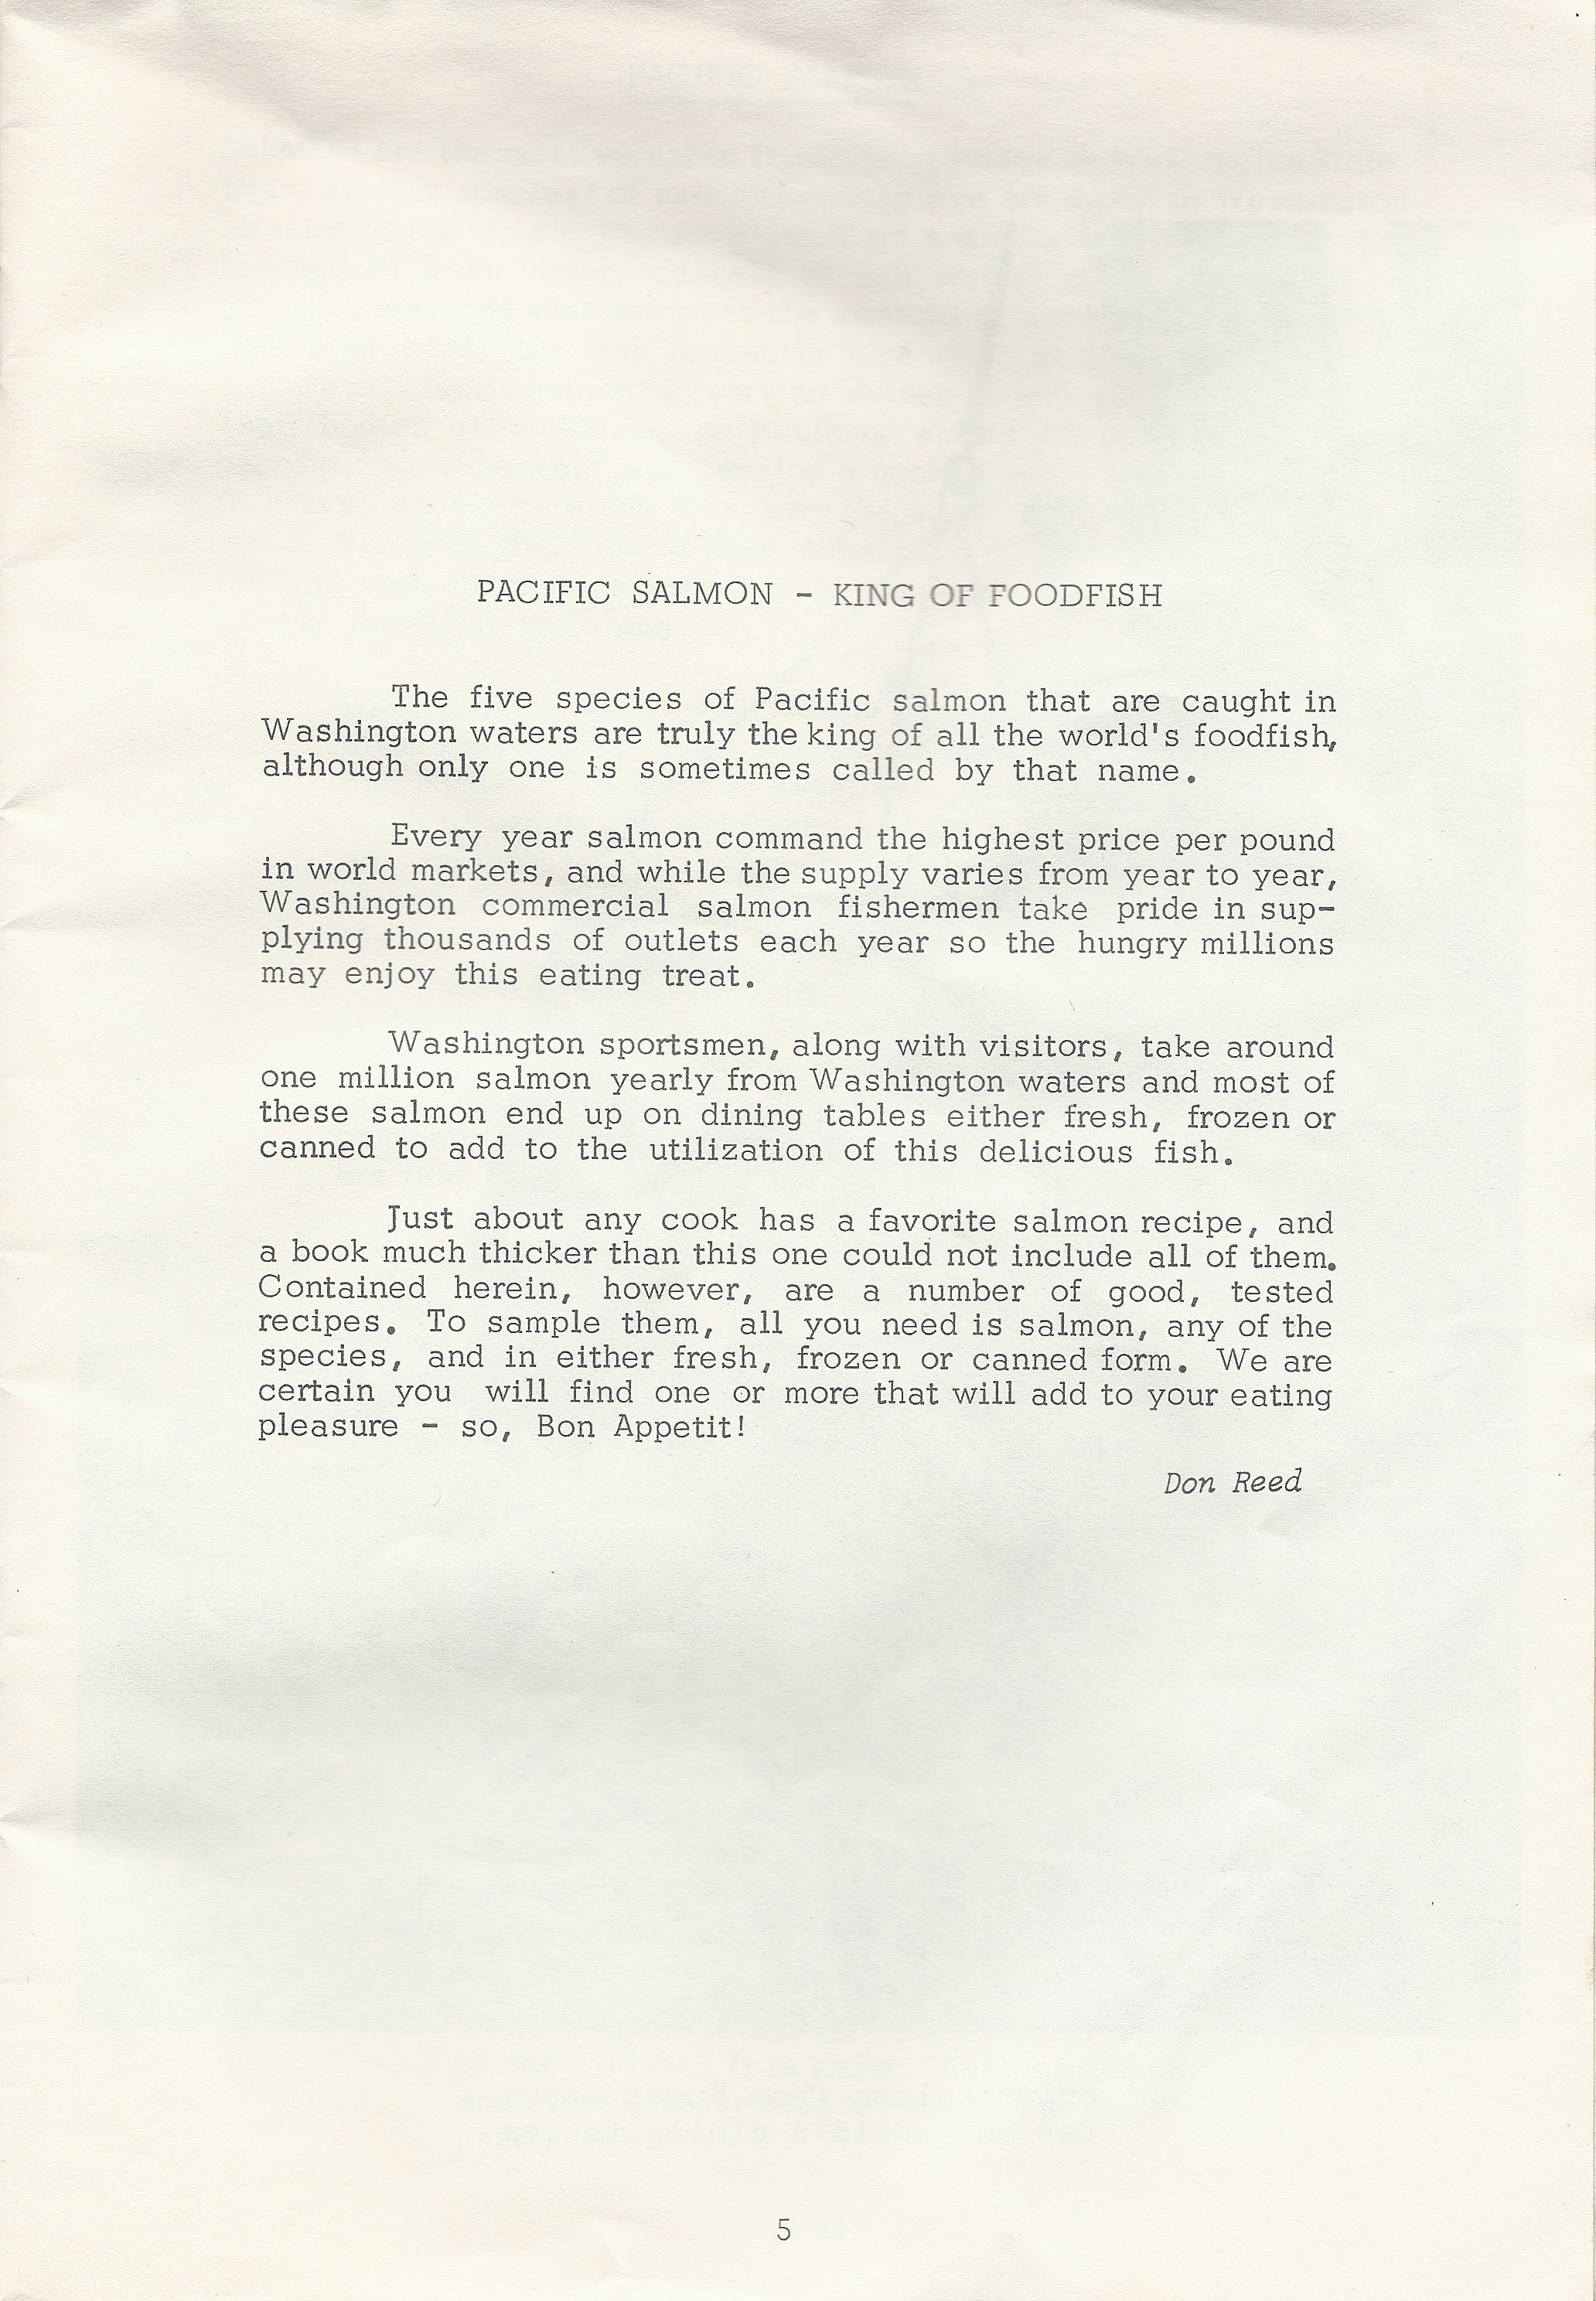 PACIFIC SALMON - KING OF FOODFISH
The five species of Pacific salmon that are caught in
Washington waters are truly the king of all the world's foodfish,
although only one is sometimes called by that name.
Every year salmon command the highest price per pound
in world markets, and while the supply varies from year to year,
Washington commercial salmon fishermen take pride in sup-
plying thousands of outlets each year so the hungry millions
may enjoy this eating treat.
Washington sportsmen, along with visitors, take around
one million salmon yearly from Washington waters and most of
these salmon end up on dining tables either fresh, frozen or
canned to add to the utilization of this delicious fish.
Just about any cook has a favorite salmon recipe, and
a book much thicker than this one could not include all of them.
Contained herein, however, are a number of good, tested
recipes. To sample them, all you need is salmon, any of the
species, and in either fresh, frozen or canned form. We are
certain you will find one or more that will add to your eating
pleasure - so, Bon Appetit!
Don Reed
5